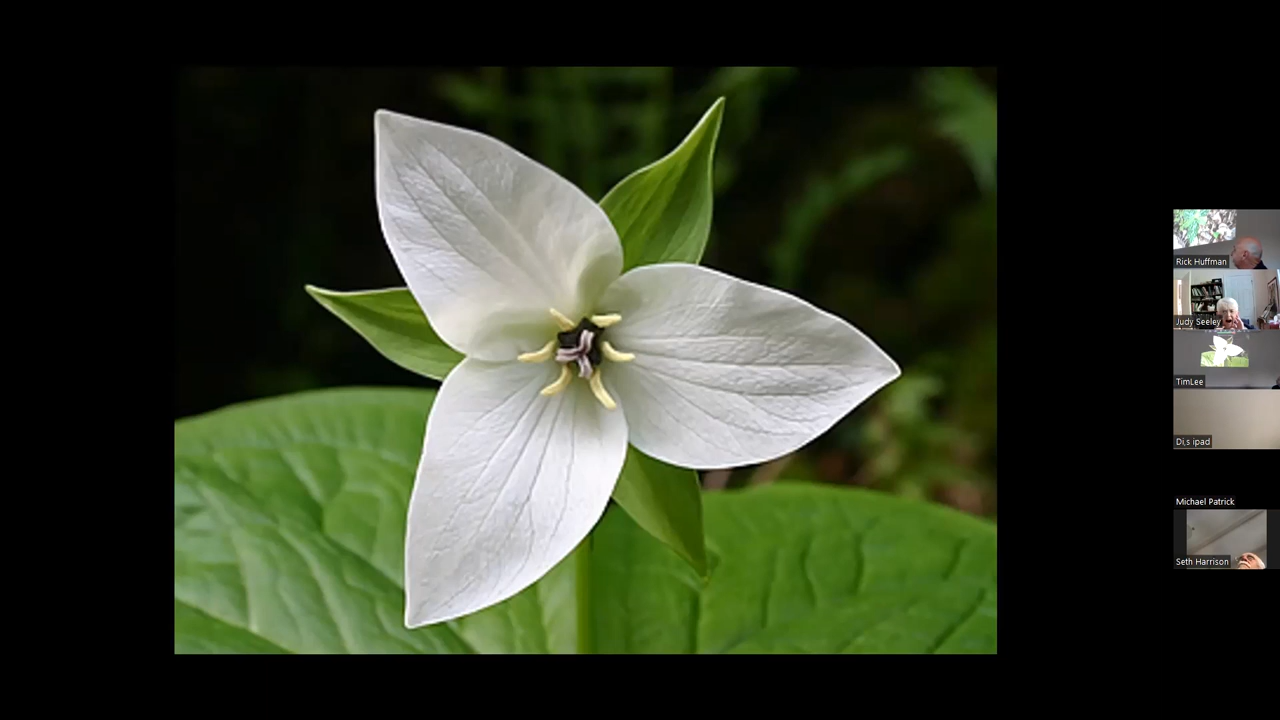 Rick Huffman
Judy Seeley
TimLee
Di,s ipad
Michael Patrick
Seth Harrison